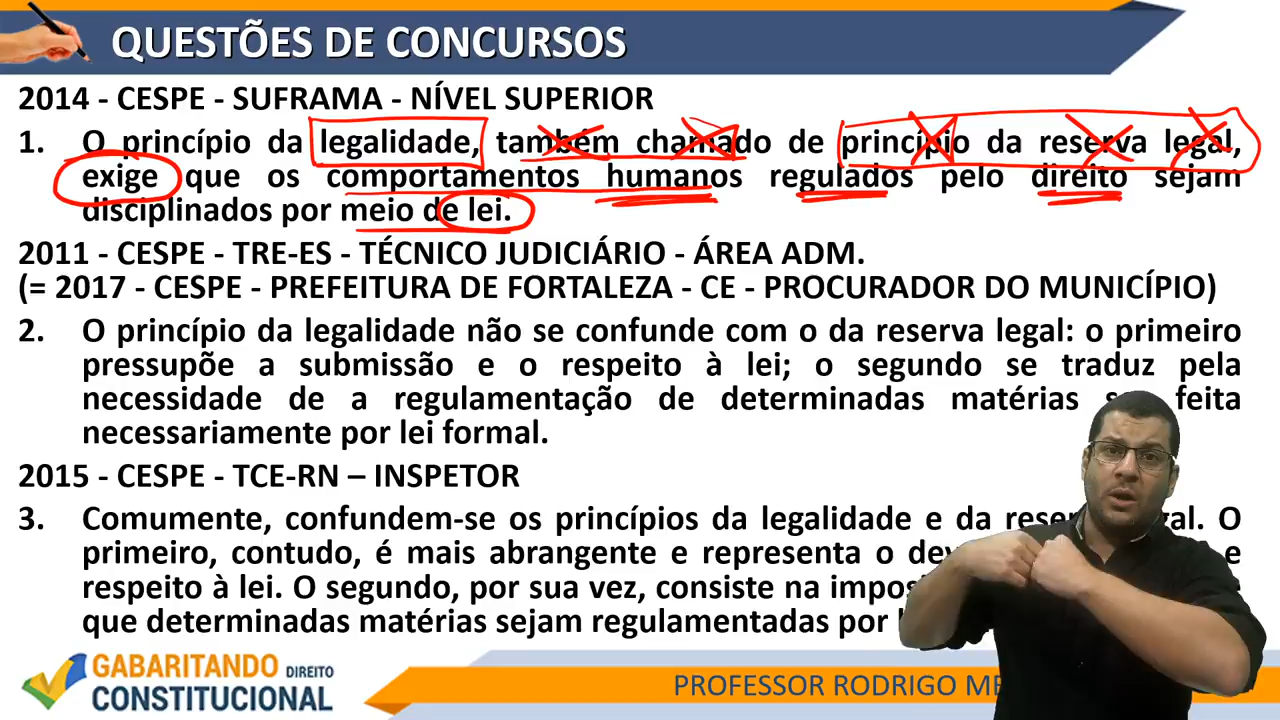 QUESTÕES DE CONCURSOS
2014 - CESPE - SUFRAMA - NÍVEL SUPERIOR
1. O princípio da legalidade, também chamado de princípio da reserva legal,
exige que os comportamentos humanos regulados pelo direito sejam
disciplinados por meio de lei.
2011 - CESPE - TRE-ES - TÉCNICO JUDICIÁRIO - ÁREA ADM.
(= 2017 - CESPE - PREFEITURA DE FORTALEZA - CE - PROCURADOR DO MUNICÍPIO)
2. O princípio da legalidade não se confunde com o da reserva legal: o primeiro
pressupõe a submissão e o respeito à lei; o segundo se traduz pela
necessidade de a regulamentação de determinadas matérias feita
necessariamente por lei formal.
2015 - CESPE - TCE-RN – INSPETOR
3. Comumente, confundem-se os princípios da legalidade e da O
primeiro, contudo, é mais abrangente e representa o e
respeito à lei. O segundo, por sua vez, consiste na
que determinadas matérias sejam regulamentadas por
GABARITANDO DIREITO
CONSTITUCIONAL
PROFESSOR RODRIGO